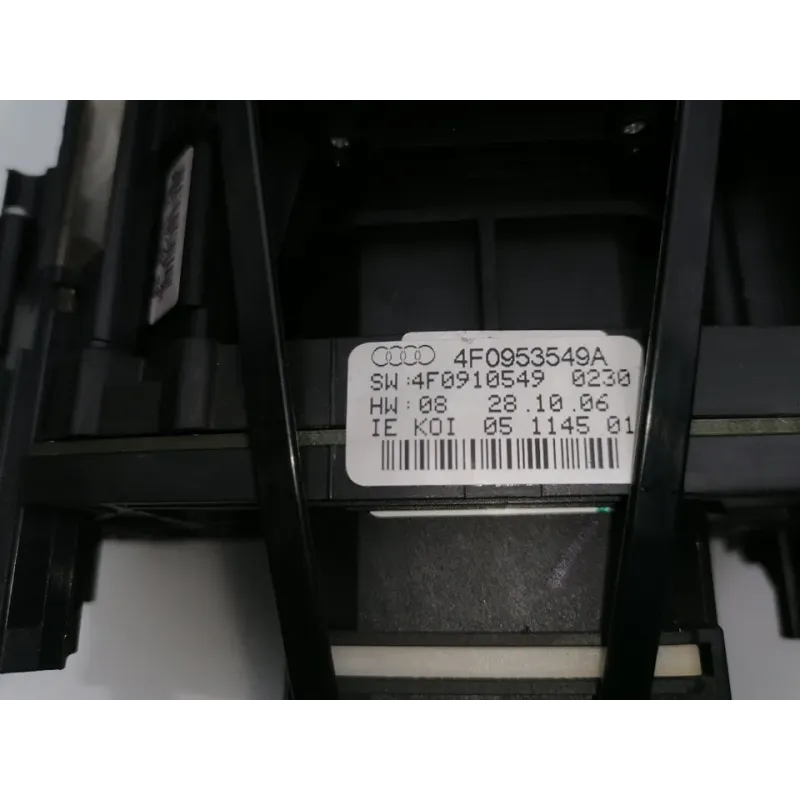 4F0953549A
SW:4F0910549 0230
HW:08 28.10.06
IE KOI 05 1145 01